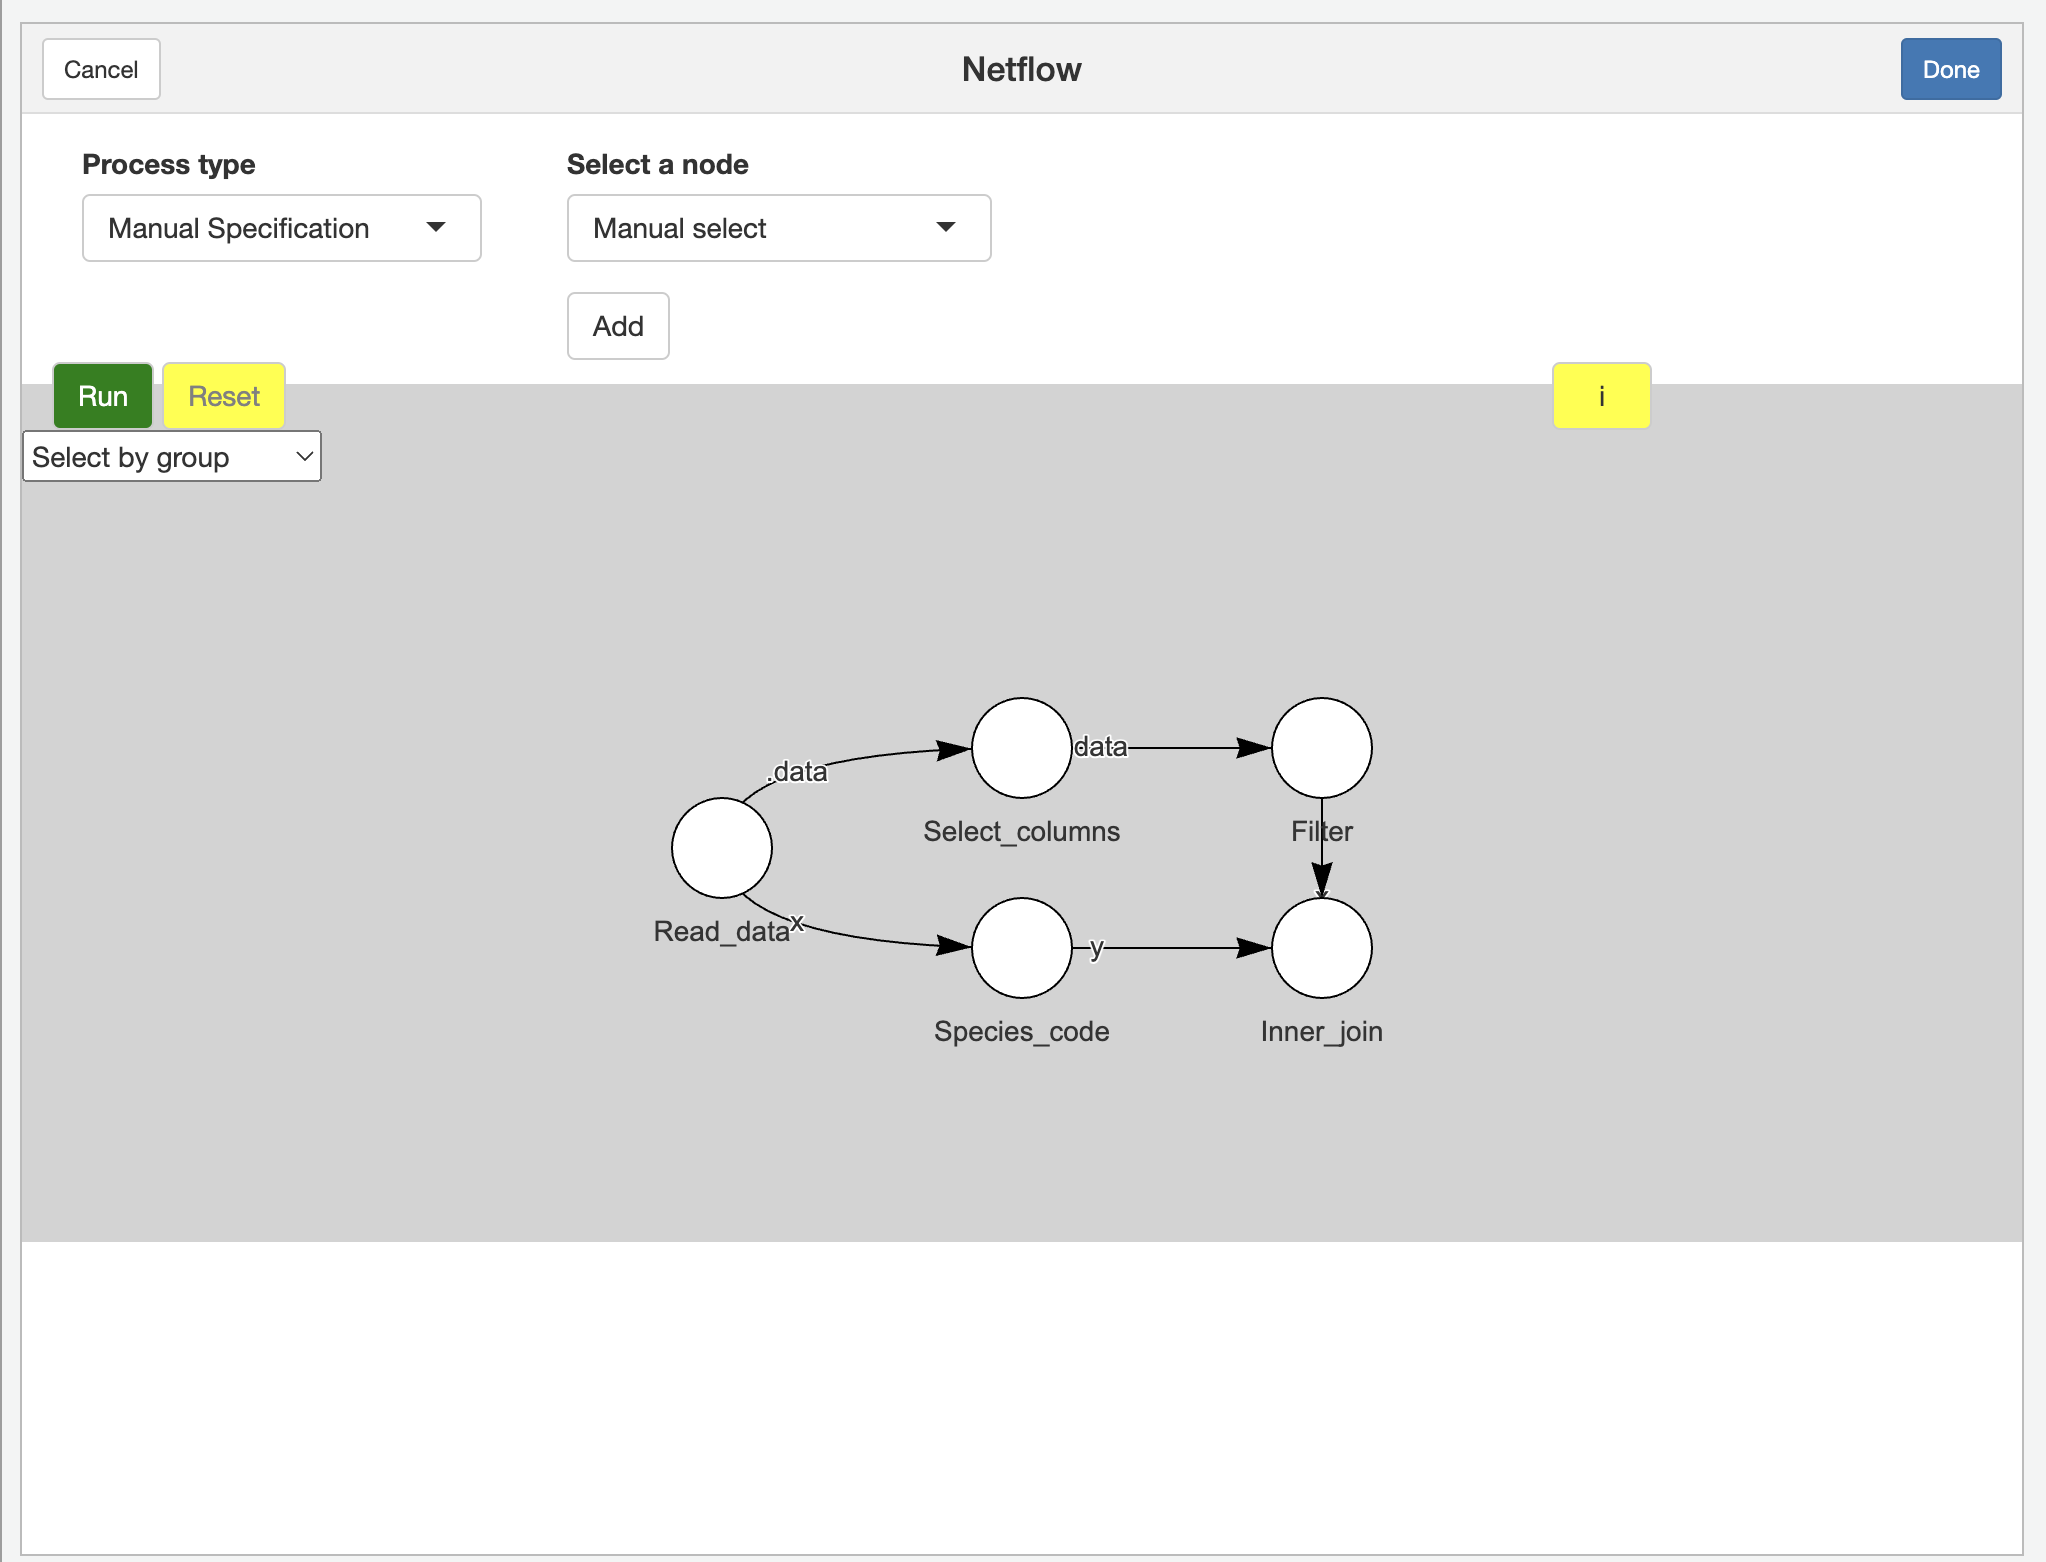 Cancel
Netflow
Done
Process type
Select a node
Manual Specification
Manual select
Add
Run
Reset
i
Select by group
data
.data
Select_columns
Filter
Read_data
x
y
Species_code
Inner_join